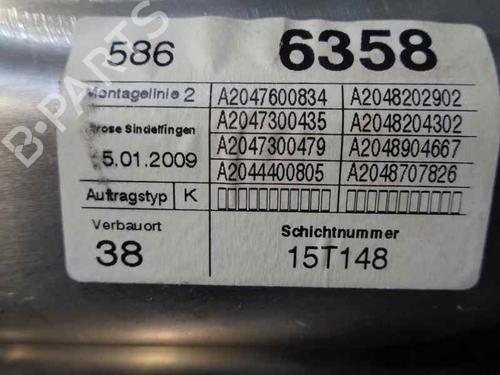 586 6358
Montagelinie 2 A2047600834 A2048202902
Brose Sindelfingen A2047300435 A2048204302
5.01.2009 A2047300479 A2048904667
A2044400805 A2048707826
Auftragstyp K
Verbauort Schichtnummer
38 15T148
B-PARTS